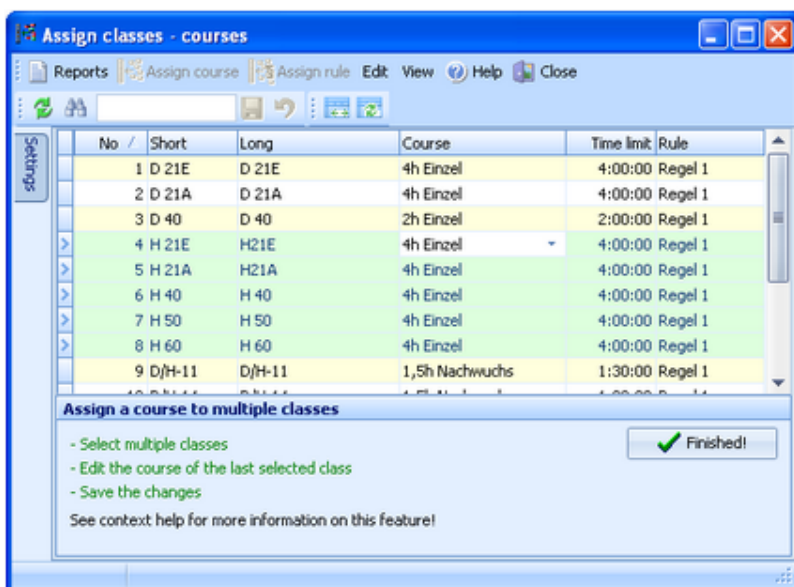 Assign classes - courses
Reports Assign course Assign rule Edit View Help Close
Settings
No Short Long Course Time limit Rule
1 D 21E D 21E 4h Einzel 4:00:00 Regel 1
2 D 21A D 21A 4h Einzel 4:00:00 Regel 1
3 D 40 D 40 2h Einzel 2:00:00 Regel 1
4 H 21E H21E 4h Einzel 4:00:00 Regel 1
5 H 21A H21A 4h Einzel 4:00:00 Regel 1
6 H 40 H 40 4h Einzel 4:00:00 Regel 1
7 H 50 H 50 4h Einzel 4:00:00 Regel 1
8 H 60 H 60 4h Einzel 4:00:00 Regel 1
9 D/H-11 D/H-11 1,5h Nachwuchs 1:30:00 Regel 1
Assign a course to multiple classes
- Select multiple classes
- Edit the course of the last selected class
- Save the changes
See context help for more information on this feature!
Finished!